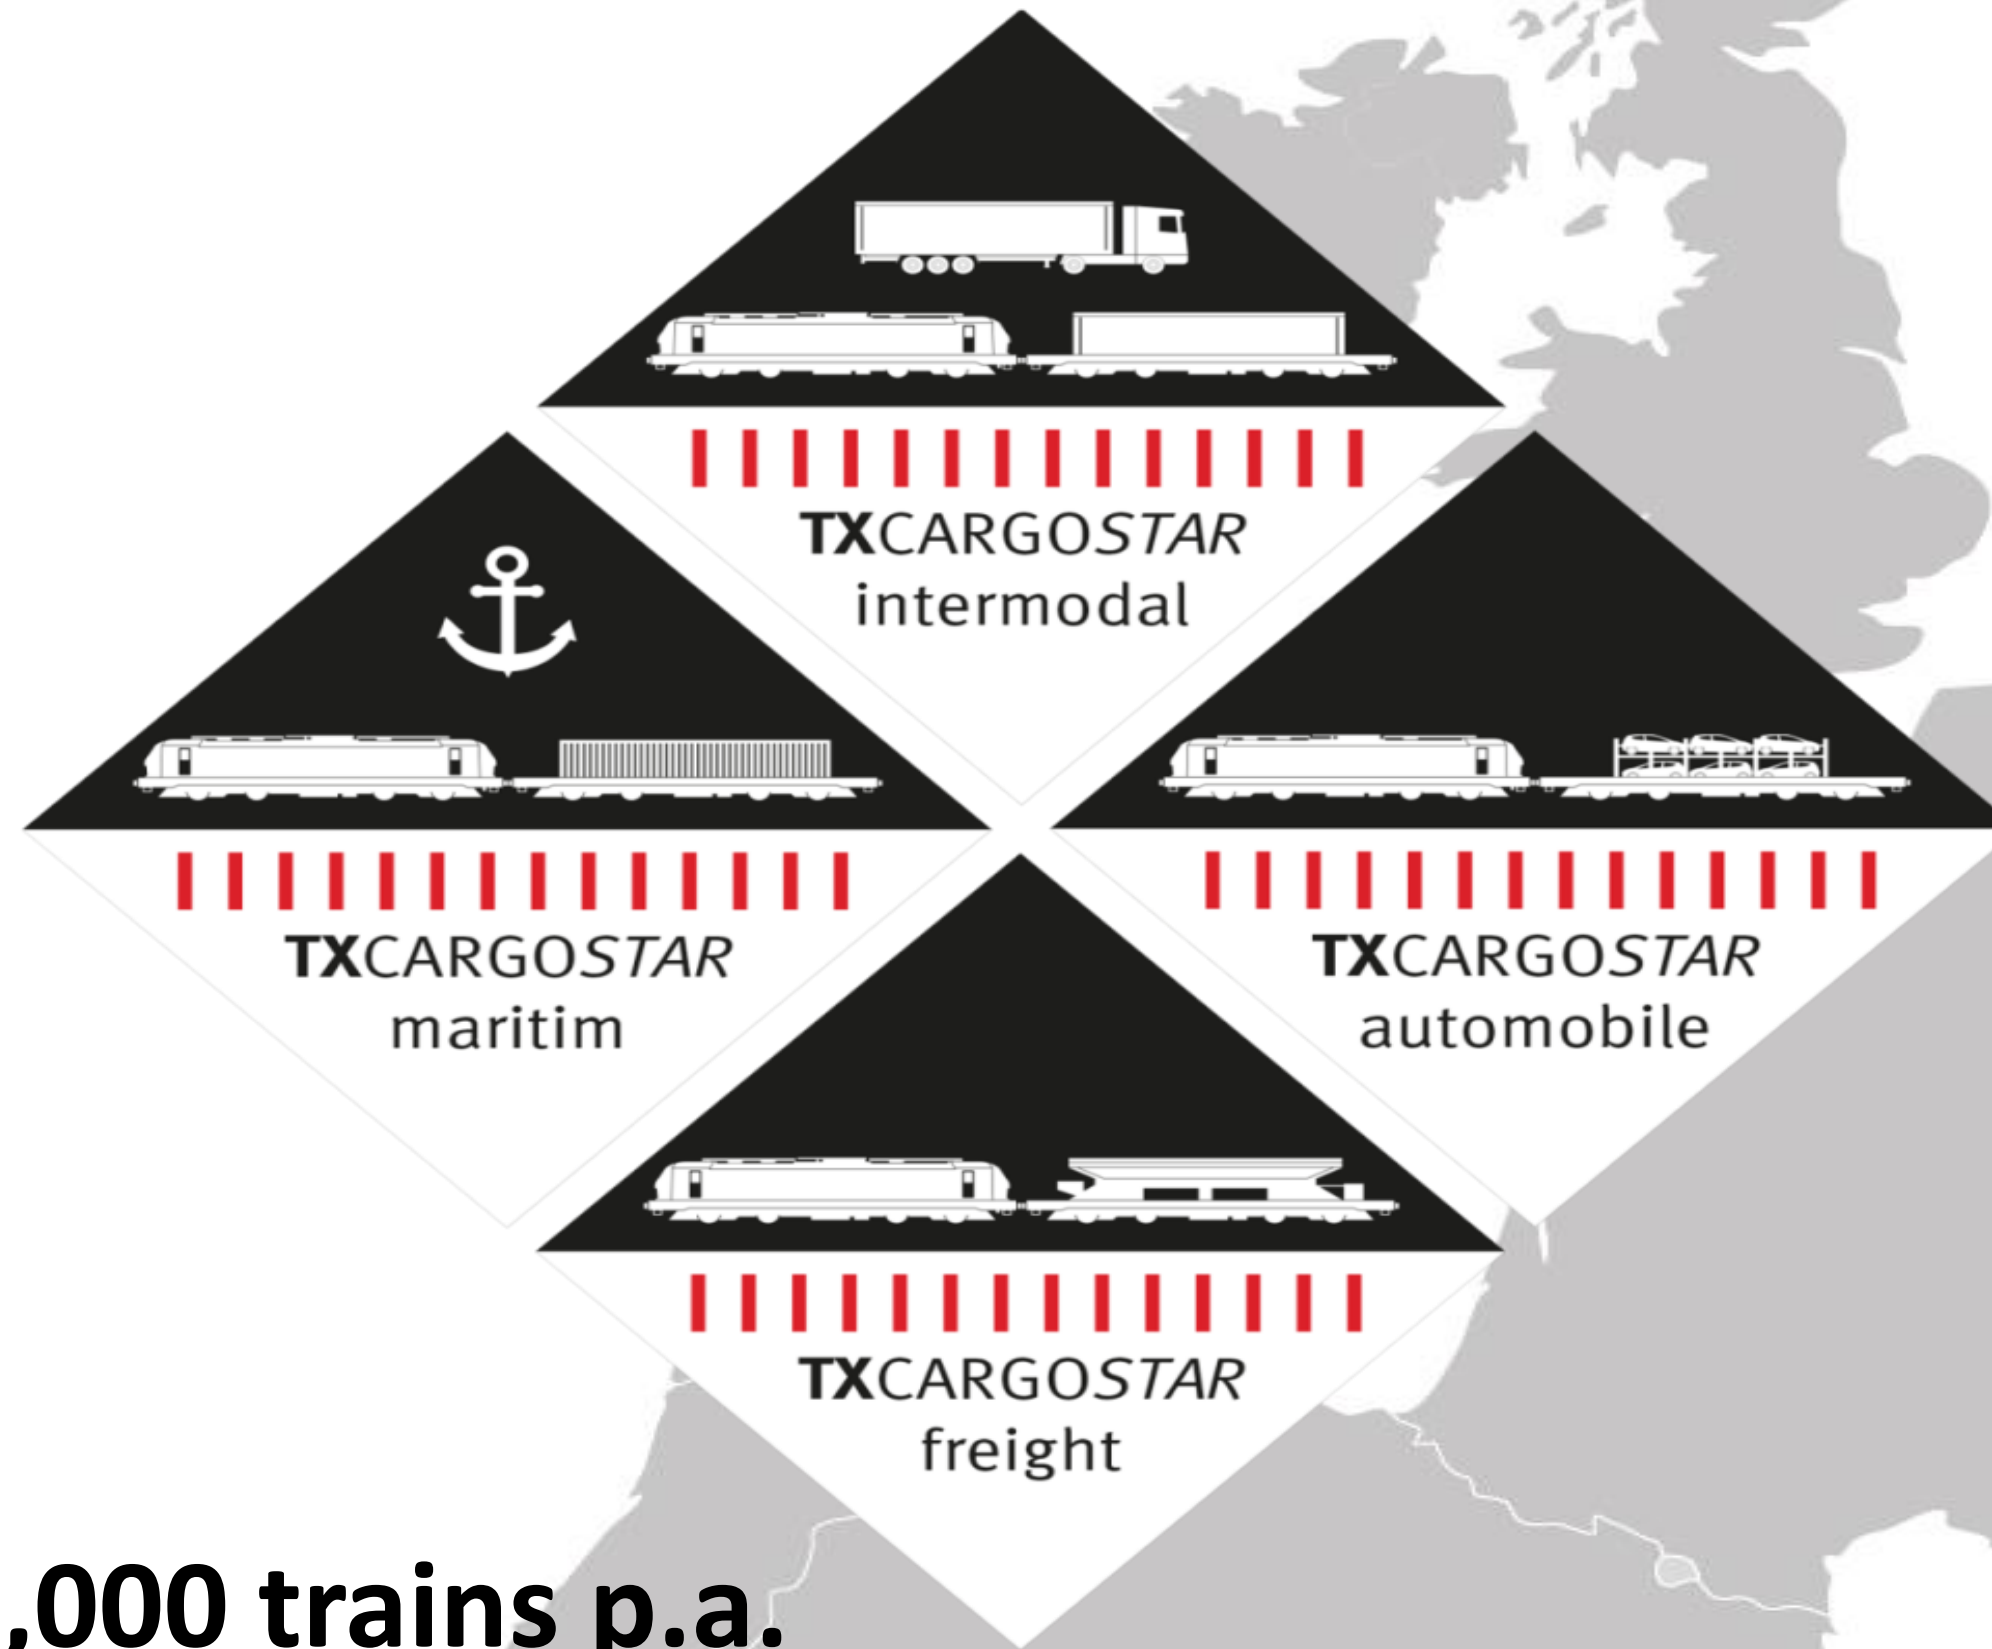 TXCARGOSTAR
intermodal
TXCARGOSTAR
maritim
TXCARGOSTAR
automobile
TXCARGOSTAR
freight
,000 trains p.a.